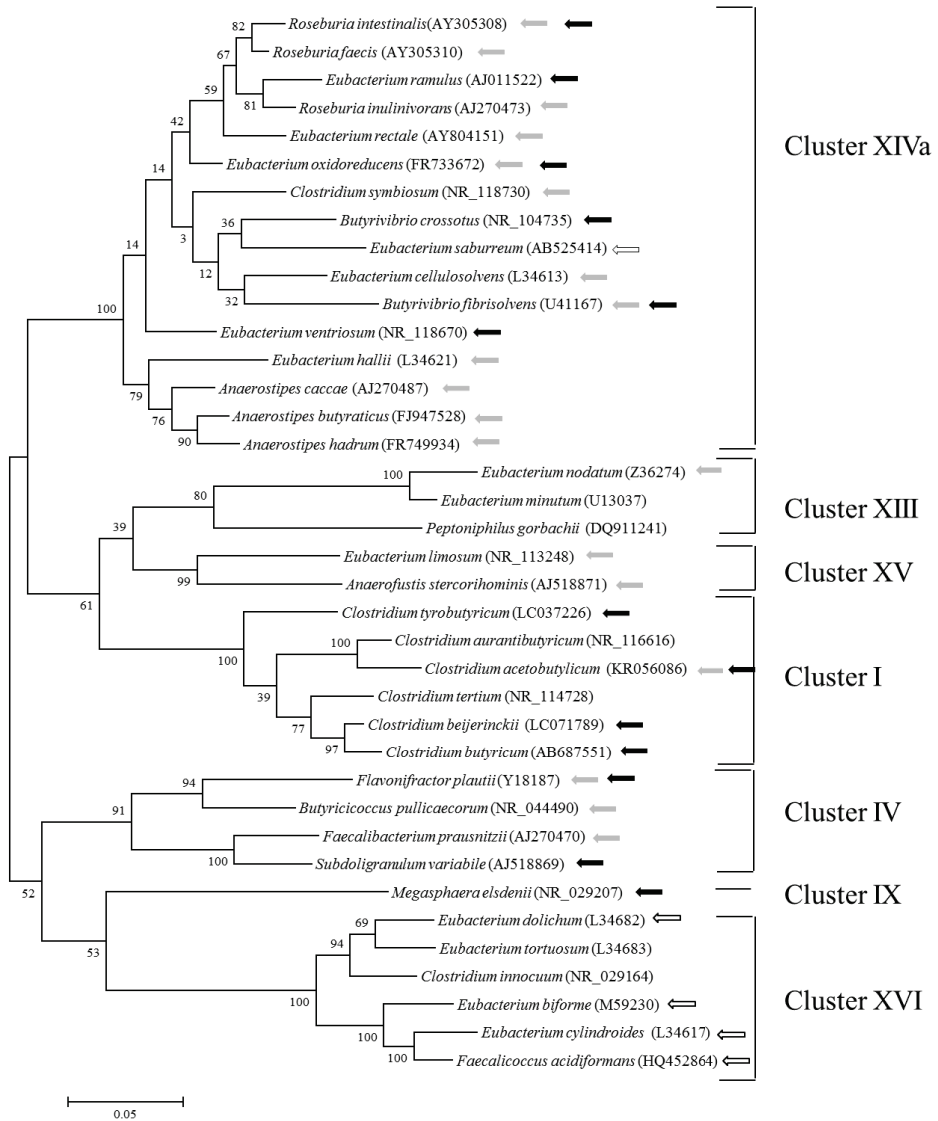 82
Roseburia intestinalis(AY305308)
Roseburia faecis (AY305310)
67
Eubacterium ramulus (AJ011522)
59
81
Roseburia inulinivorans (AJ270473)
42
Eubacterium rectale (AY804151)
Cluster XIVa
14
Eubacterium oxidoreducens (FR733672)
Clostridium symbiosum (NR_118730)
36
Butyrivibrio crossotus (NR_104735)
3
14
Eubacterium saburreum (AB525414)
12
Eubacterium cellulosolvens (L34613)
32
Butyrivibrio fibrisolvens (U41167)
100
Eubacterium ventriosum (NR_118670)
Eubacterium hallii (L34621)
79
Anaerostipes caccae (AJ270487)
76
Anaerostipes butyraticus (FJ947528)
90
Anaerostipes hadrum (FR749934)
100
Eubacterium nodatum (Z36274)
80
Eubacterium minutum (U13037)
Cluster XIII
39
Peptoniphilus gorbachii (DQ911241)
Eubacterium limosum (NR_113248)
Cluster XV
99
Anaerofustis stercorihominis (AJ518871)
61
Clostridium tyrobutyricum (LC037226)
100
Clostridium aurantibutyricum (NR_116616)
100
Clostridium acetobutylicum (KR056086)
Cluster I
39
Clostridium tertium (NR_114728)
77
Clostridium beijerinckii (LC071789)
97
Clostridium butyricum (AB687551)
94
Flavonifractor plautii (Y18187)
91
Butyricicoccus pullicaecorum (NR_044490)
Cluster IV
Faecalibacterium prausnitzii (AJ270470)
100
Subdoligranulum variabile (AJ518869)
52
Megasphaera elsdenii (NR_029207)
Cluster IX
69
Eubacterium dolichum (L34682)
94
Eubacterium tortuosum (L34683)
53
Clostridium innocuum (NR_029164)
100
Eubacterium biforme (M59230)
Cluster XVI
100
Eubacterium cylindroides (L34617)
100
Faecalicoccus acidiformans (HQ452864)
0.05